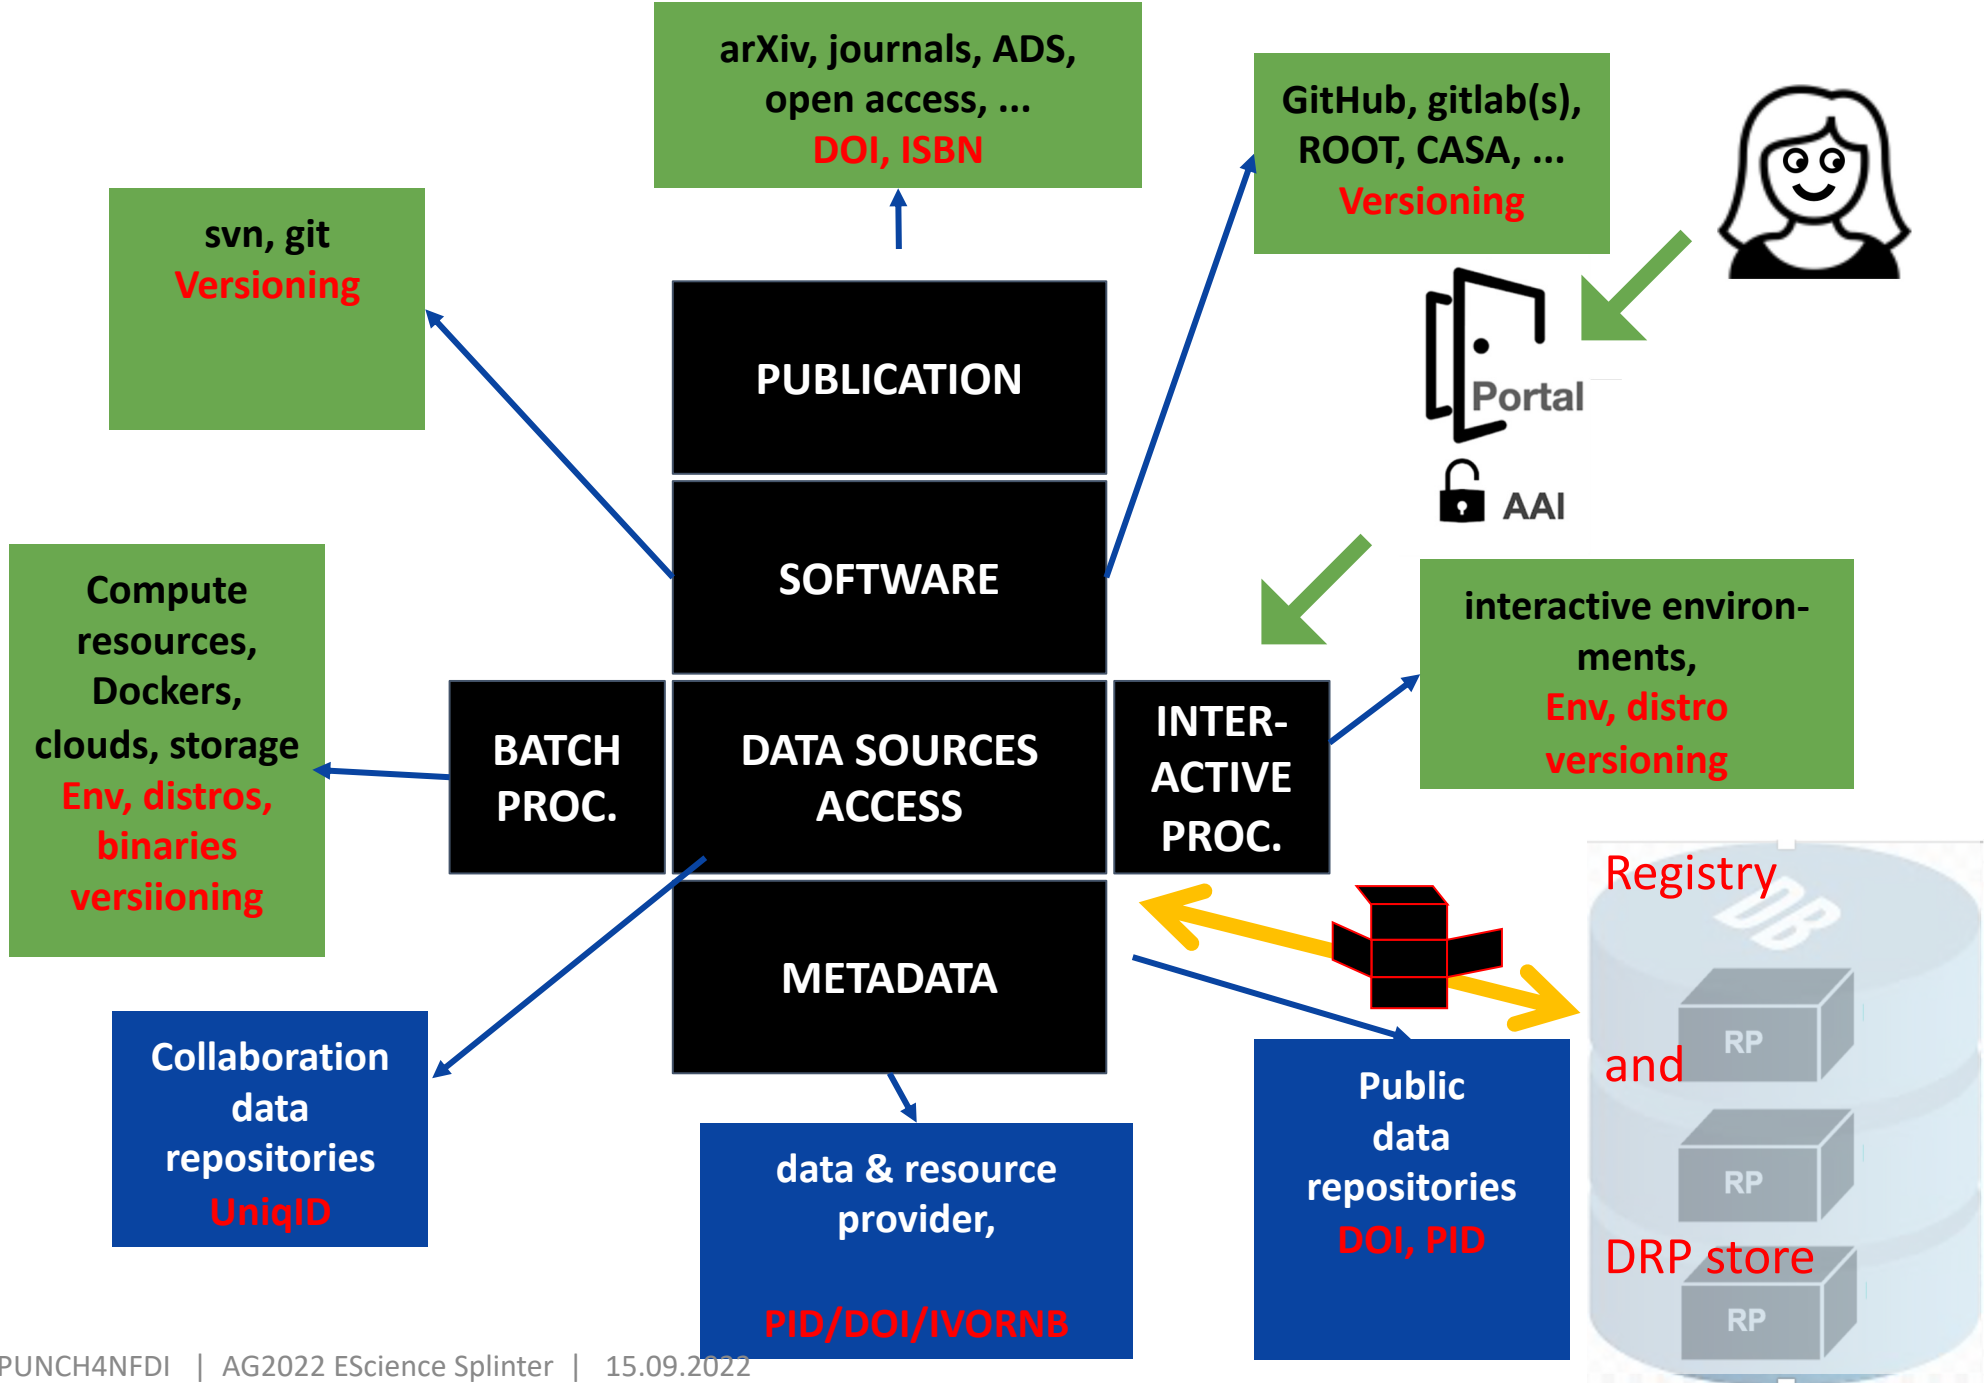 arXiv, journals, ADS,
open access, ...
DOI, ISBN
GitHub, gitlab(s),
ROOT, CASA, ...
Versioning
svn, git
Versioning
PUBLICATION
Portal
AAI
SOFTWARE
Compute
resources,
Dockers,
clouds, storage
Env, distros,
binaries
versiioning
interactive environ-
ments,
Env, distro
versioning
BATCH
PROC.
DATA SOURCES
ACCESS
INTER-
ACTIVE
PROC.
METADATA
Registry
and
DRP store
DB
RP
RP
RP
Collaboration
data
repositories
UniqID
data & resource
provider,
PID/DOI/IVORNB
Public
data
repositories
DOI, PID
PUNCH4NFDI | AG2022 EScience Splinter | 15.09.2022